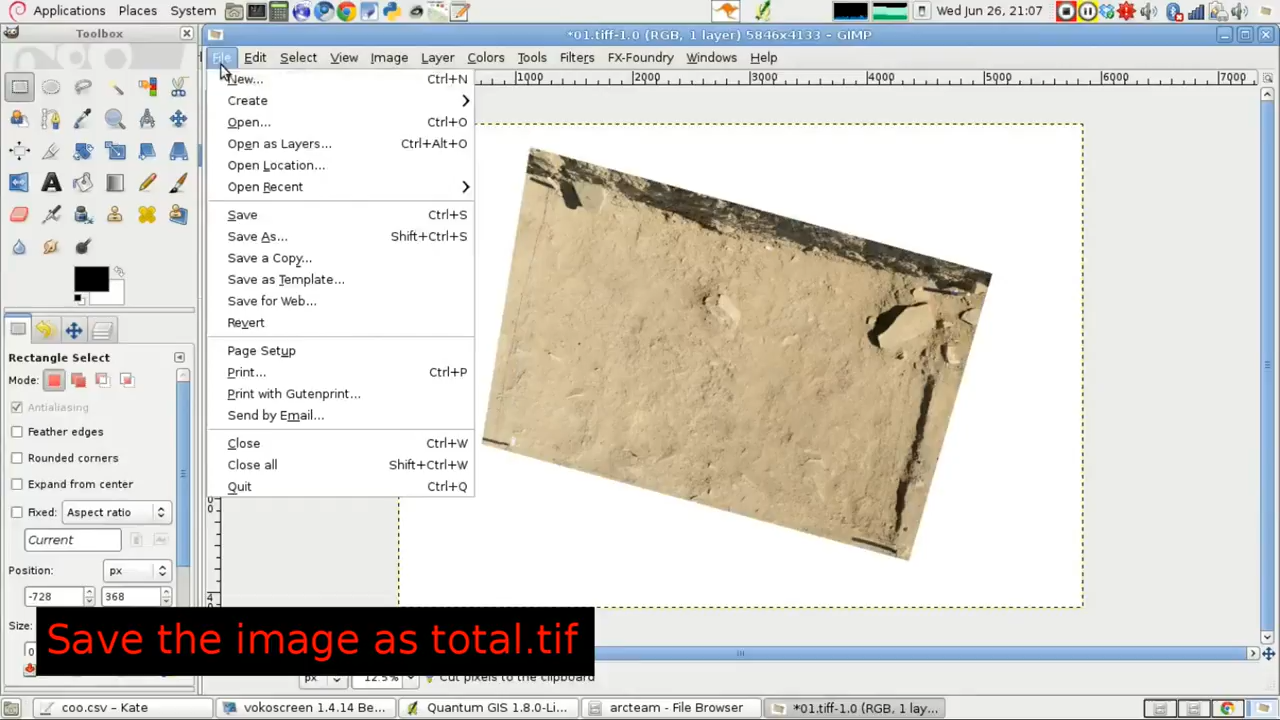 Applications Places System Wed Jun 26, 21:07
Toolbox
*01.tiff-1.0 (RGB, 1 layer) 5846x4133 – GIMP
File Edit Select View Image Layer Colors Tools Filters FX-Foundry Windows Help
1000 2000 3000 4000 5000 6000 7000
New... Ctrl+N
Create
Open... Ctrl+O
Open as Layers... Ctrl+Alt+O
Open Location...
Open Recent
Save Ctrl+S
Save As... Shift+Ctrl+S
Save a Copy...
Save as Template...
Save for Web...
Revert
Page Setup
Print... Ctrl+P
Print with Gutenprint...
Send by Email...
Close Ctrl+W
Close all Shift+Ctrl+W
Quit Ctrl+Q
Rectangle Select
Mode:
Antialiasing
Feather edges
Rounded corners
Expand from center
Fixed: Aspect ratio
Current
Position: px
-728 368
Size:
Save the image as total.tif
px 12.5% Cut pixels to the clipboard
coo.csv – Kate
vokoscreen 1.4.14 Be...
Quantum GIS 1.8.0-Li...
arcteam - File Browser
*01.tiff-1.0 (RGB, 1 lay...